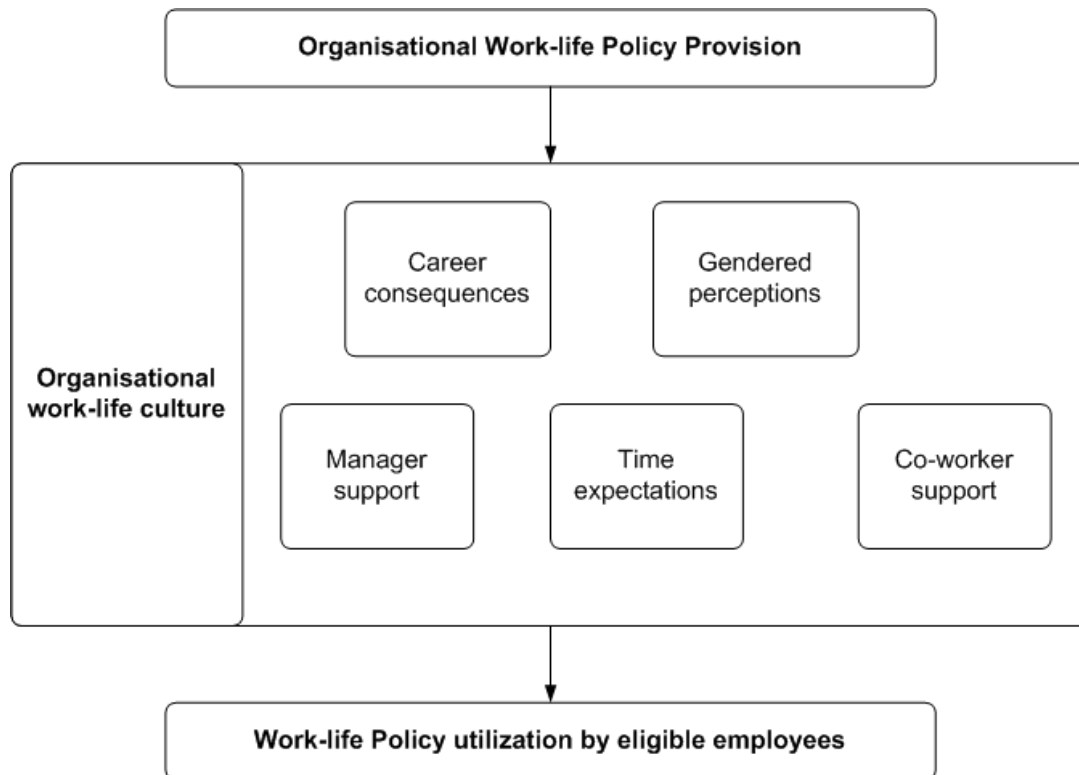 Organisational Work-life Policy Provision
Career
consequences
Gendered
perceptions
Organisational
work-life culture
Manager
support
Time
expectations
Co-worker
support
Work-life Policy utilization by eligible employees